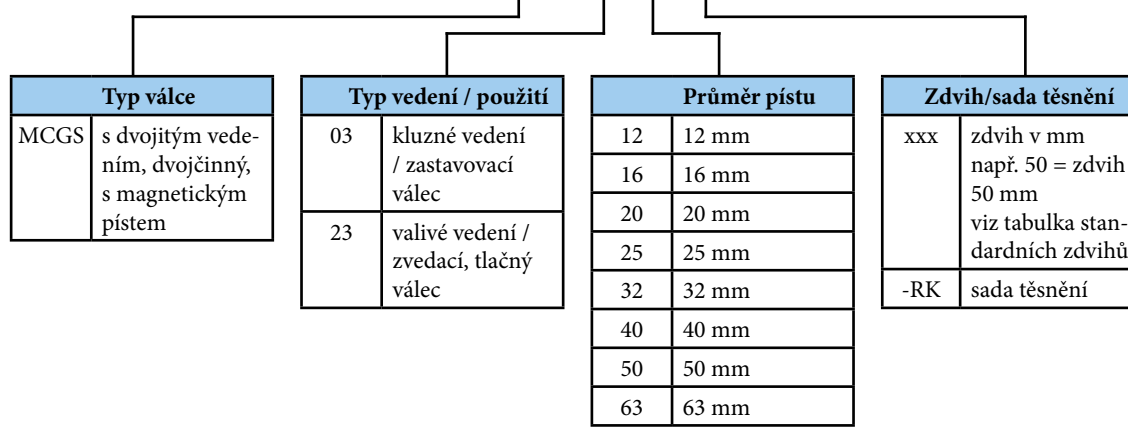 Typ válce
MCGS s dvojitým vede-
ním, dvojčinný,
s magnetickým
pístem
Typ vedení / použití
03 kluzné vedení
/ zastavovací
válec
23 valivé vedení /
zvedací, tlačný
válec
Průměr pístu
12 12 mm
16 16 mm
20 20 mm
25 25 mm
32 32 mm
40 40 mm
50 50 mm
63 63 mm
Zdvih/sada těsnění
xxx zdvih v mm
např. 50 = zdvih
50 mm
viz tabulka stan-
dardních zdvihů
-RK sada těsnění